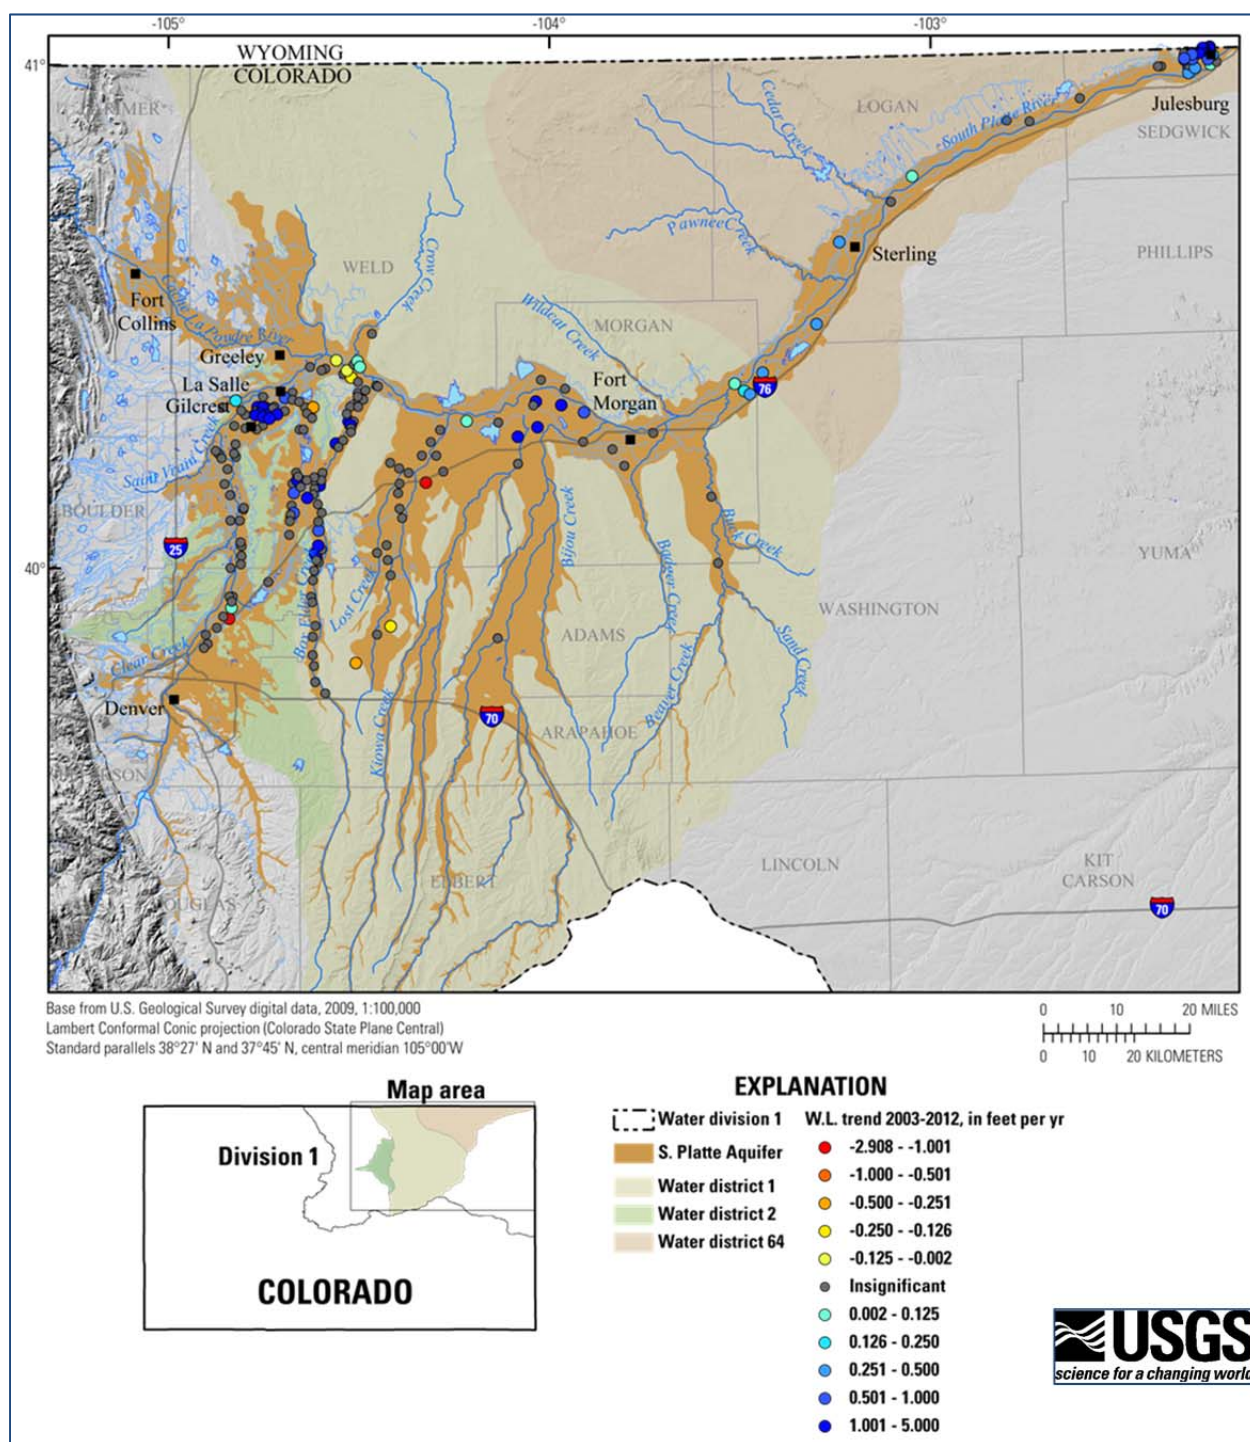 -105°
-104°
-103°
41°
WYOMING
COLORADO
LARIMER
Cedar Creek
LOGAN
South Platte River
Julesburg
SEDGWICK
Pawnee Creek
Sterling
PHILLIPS
WELD
Crow Creek
Fort
Collins
Cache La Poudre River
Wildcat Creek
MORGAN
Greeley
La Salle
Gilcrest
Fort
Morgan
76
Saint Vrain Creek
BOULDER
25
Bijou Creek
Badger Creek
Buck Creek
YUMA
40°
Box Elder Creek
Lost Creek
WASHINGTON
ADAMS
Sand Creek
Clear Creek
Beaver Creek
Denver
Kiowa Creek
70
ARAPAHOE
LINCOLN
KIT
CARSON
ELBERT
DOUGLAS
70
Base from U.S. Geological Survey digital data, 2009, 1:100,000
Lambert Conformal Conic projection (Colorado State Plane Central)
Standard parallels 38°27' N and 37°45' N, central meridian 105°00'W
0 10 20 MILES
0 10 20 KILOMETERS
Map area
Division 1
COLORADO
EXPLANATION
Water division 1
S. Platte Aquifer
Water district 1
Water district 2
Water district 64
W.L. trend 2003-2012, in feet per yr
-2.908 - -1.001
-1.000 - -0.501
-0.500 - -0.251
-0.250 - -0.126
-0.125 - -0.002
Insignificant
0.002 - 0.125
0.126 - 0.250
0.251 - 0.500
0.501 - 1.000
1.001 - 5.000
USGS
science for a changing world